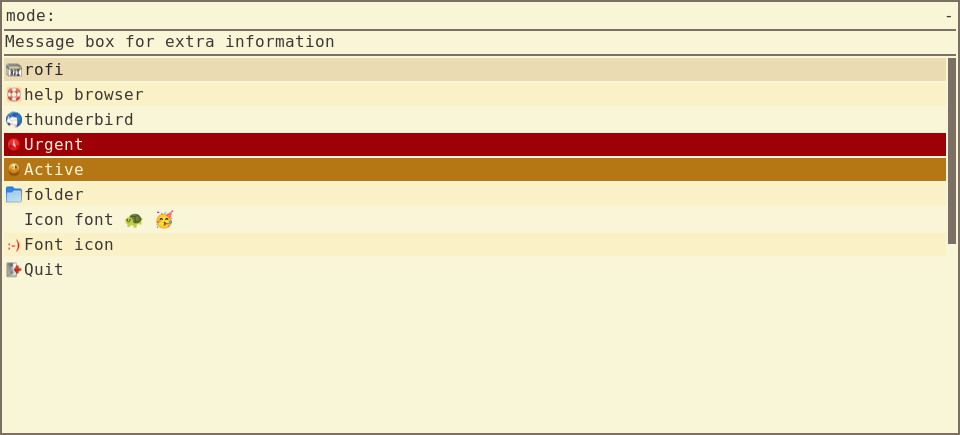 mode: -
Message box for extra information
rofi
help browser
thunderbird
Urgent
Active
folder
Icon font 🐢 🥳
:-) Font icon
Quit